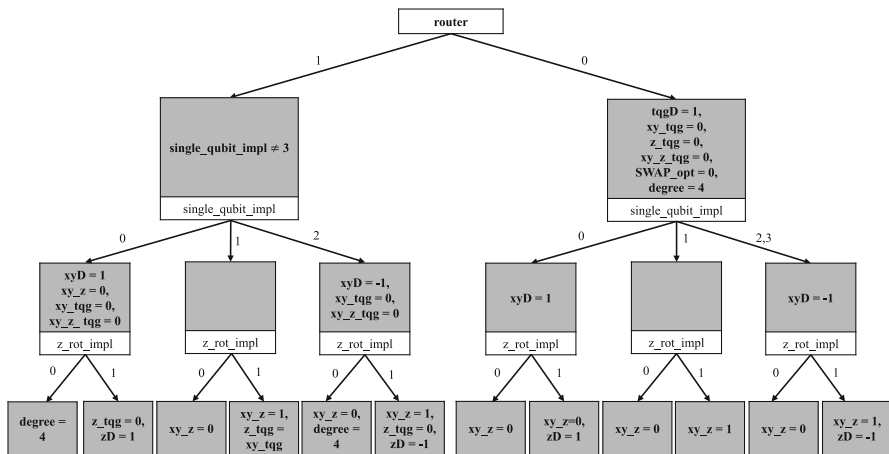 router
1
0
single_qubit_impl ≠ 3
single_qubit_impl
tqgD = 1,
xy_tqg = 0,
z_tqg = 0,
xy_z_tqg = 0,
SWAP_opt = 0,
degree = 4
single_qubit_impl
0
1
2
0
1
2,3
xyD = 1
xy_z = 0,
xy_tqg = 0,
xy_z_ tqg = 0
z_rot_impl
z_rot_impl
xyD = -1,
xy_tqg = 0,
xy_z_tqg = 0
z_rot_impl
xyD = 1
z_rot_impl
z_rot_impl
xyD = -1
z_rot_impl
0
1
0
1
0
1
0
1
0
1
0
1
degree =
4
z_tqg = 0,
zD = 1
xy_z = 0
xy_z = 1,
z_tqg =
xy_tqg
xy_z = 0,
degree =
4
xy_z = 1,
z_tqg = 0,
zD = -1
xy_z = 0
xy_z=0,
zD = 1
xy_z = 0
xy_z = 1
xy_z = 0
xy_z = 1,
zD = -1